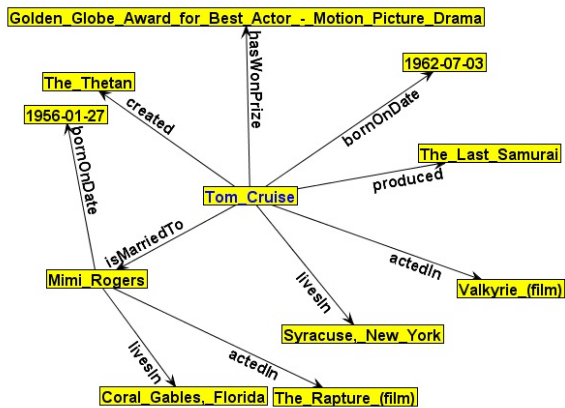 Golden_Globe_Award_for_Best_Actor_-_Motion_Picture_Drama
hasWonPrize
1962-07-03
The_Thetan
created
1956-01-27
bornOnDate
bornOnDate
The_Last_Samurai
produced
Tom_Cruise
isMarriedTo
Mimi_Rogers
livesIn
actedIn
Valkyrie_(film)
Syracuse,_New_York
livesIn
actedIn
Coral_Gables,_Florida
The_Rapture_(film)